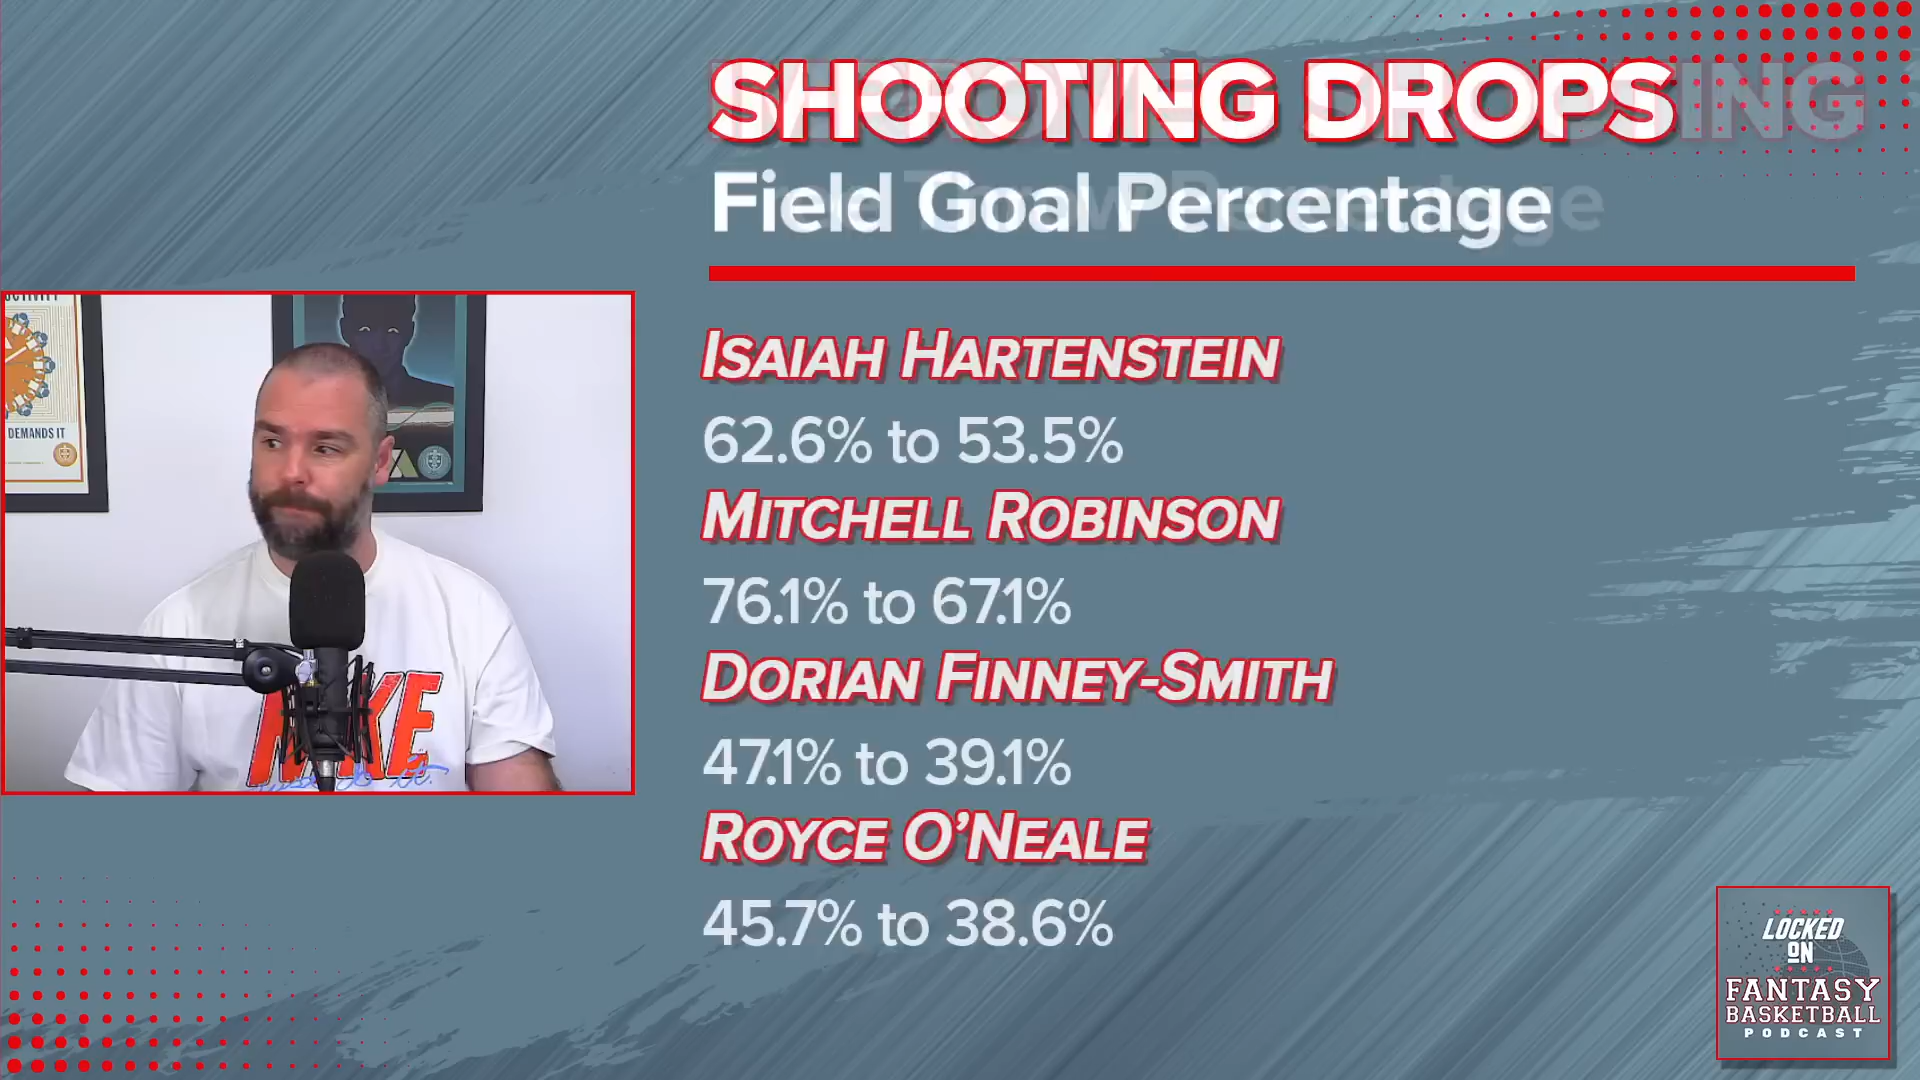 SHOOTING DROPS
Field Goal Percentage
ISAIAH HARTENSTEIN
62.6% to 53.5%
MITCHELL ROBINSON
76.1% to 67.1%
DORIAN FINNEY-SMITH
47.1% to 39.1%
ROYCE O'NEALE
45.7% to 38.6%
DEMANDS IT
NIKE
LOCKED
ON
FANTASY
BASKETBALL
PODCAST